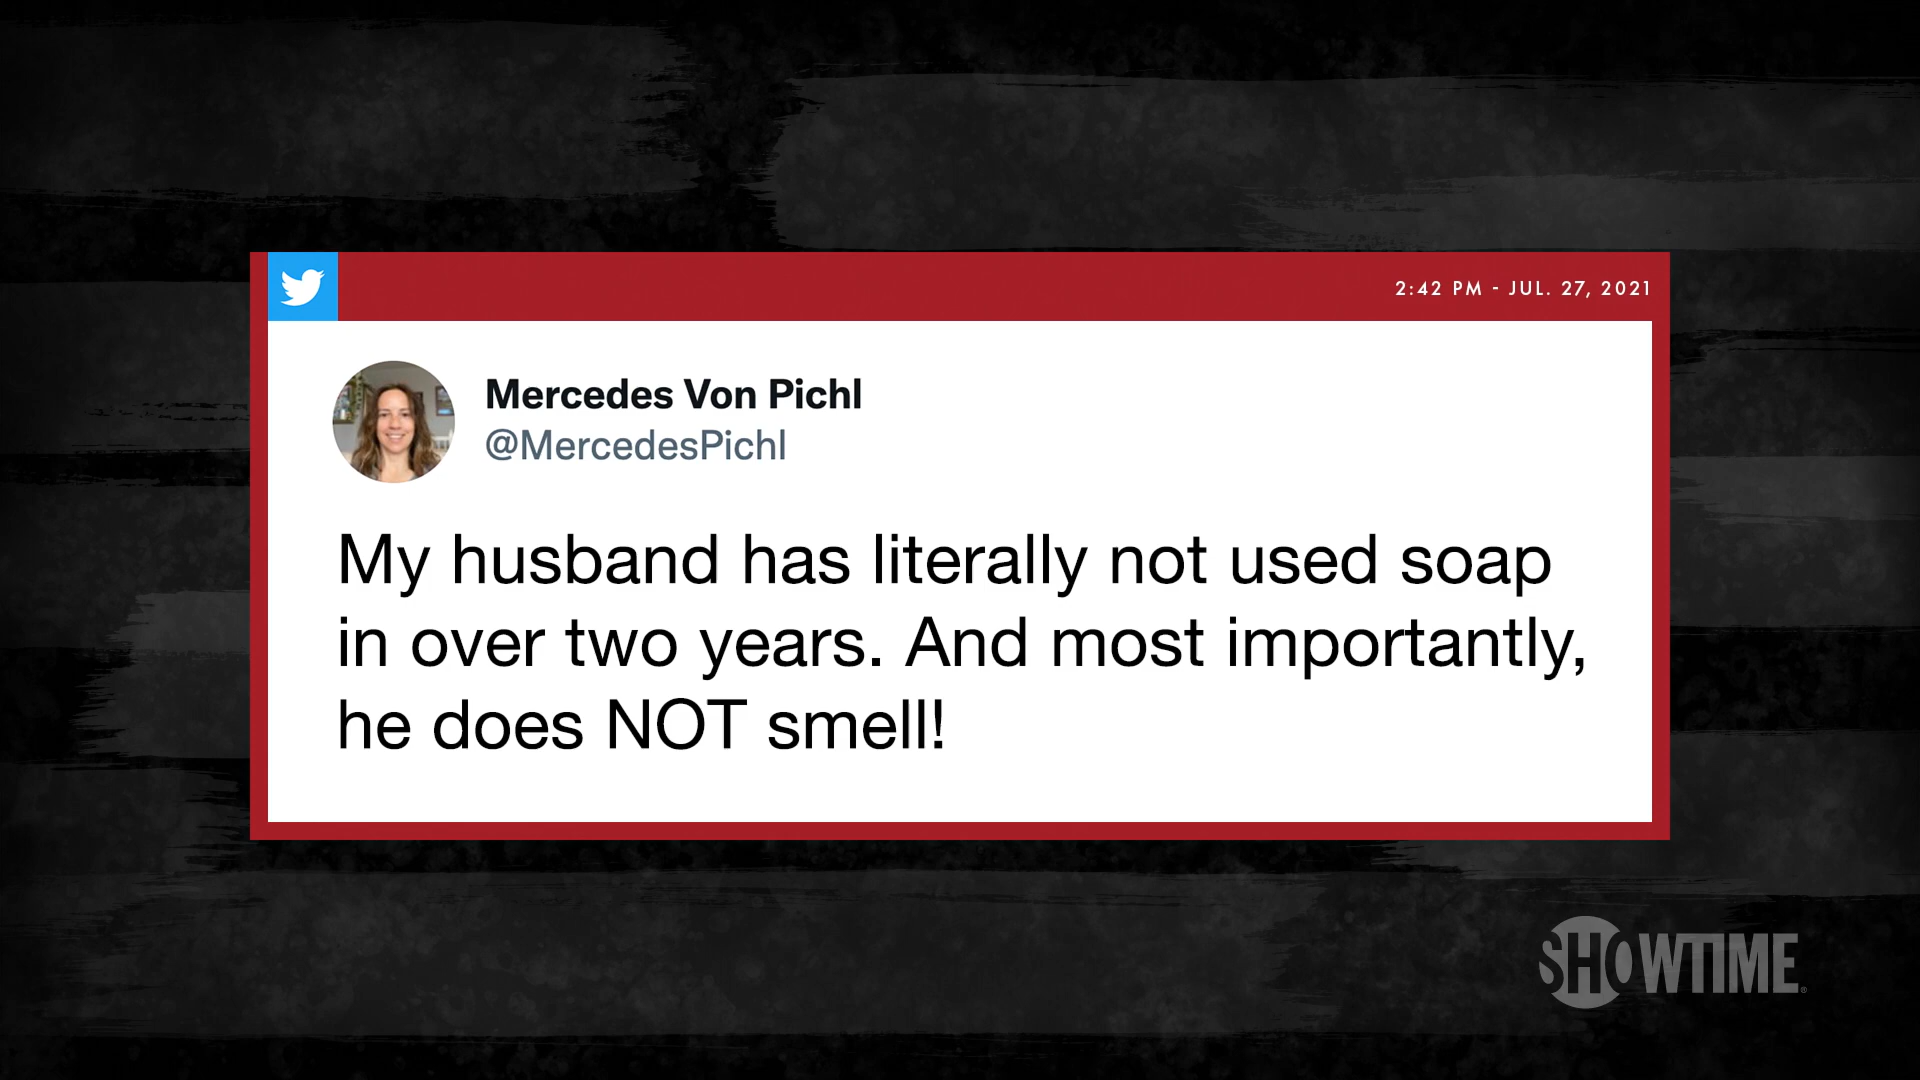 2:42 PM - JUL. 27, 2021
Mercedes Von Pichl
@MercedesPichl
My husband has literally not used soap
in over two years. And most importantly,
he does NOT smell!
SHOWTIME